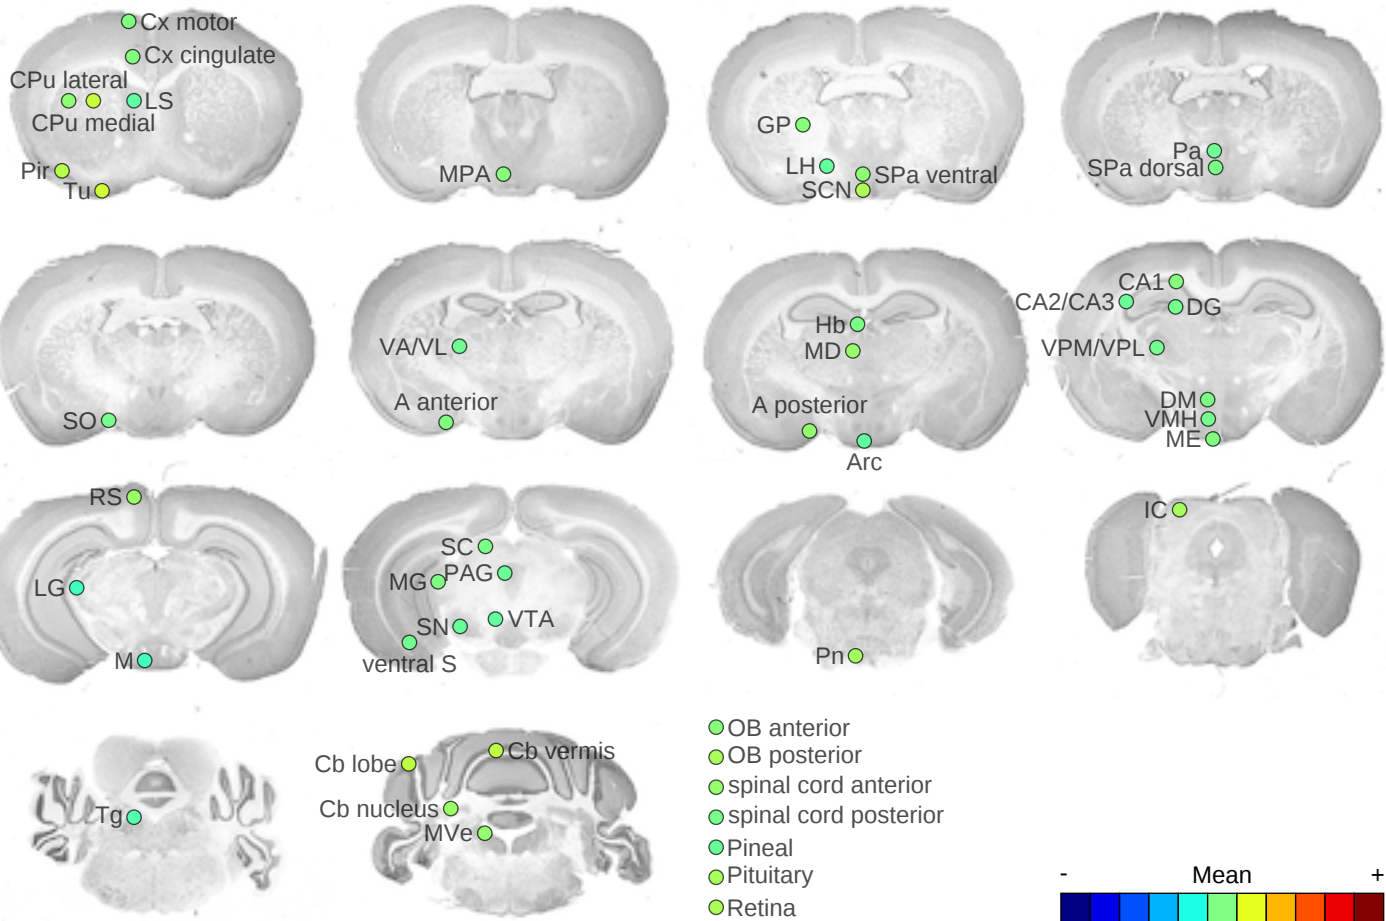 Cx motor
Cx cingulate
CPu lateral
LS
CPu medial
Pir
Tu
MPA
GP
LH
SPa ventral
SCN
Pa
SPa dorsal
SO
VA/VL
A anterior
Hb
MD
A posterior
Arc
CA1
CA2/CA3
DG
VPM/VPL
DM
VMH
ME
RS
LG
M
SC
MG
PAG
SN
VTA
ventral S
Pn
IC
Tg
Cb lobe
Cb vermis
Cb nucleus
MVe
OB anterior
OB posterior
spinal cord anterior
spinal cord posterior
Pineal
Pituitary
Retina
- Mean +